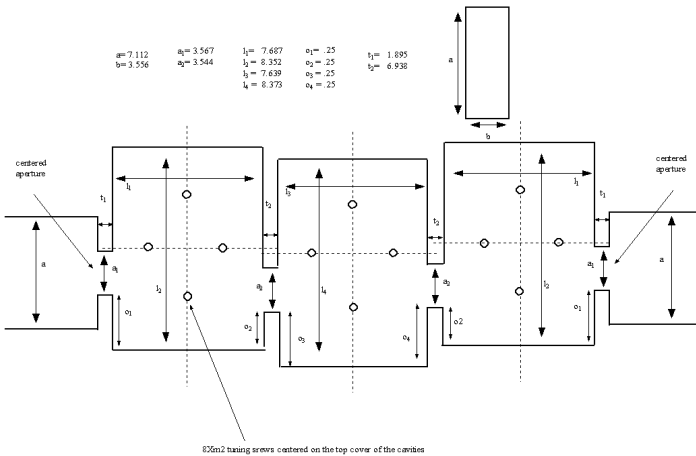 a= 7.112
b= 3.556
a1= 3.567
a2= 3.544
l1= 7.687
l2= 8.352
l3= 7.639
l4= 8.373
o1= .25
o2= .25
o3= .25
o4= .25
t1= 1.895
t2= 6.938
a
b
centered
aperture
centered
aperture
t1
l1
t2
l3
t2
l1
t1
a
a1
l2
a2
l4
a2
l2
a1
a
o1
o2
o3
o4
o2
o1
8Xm2 tuning srews centered on the top cover of the cavities